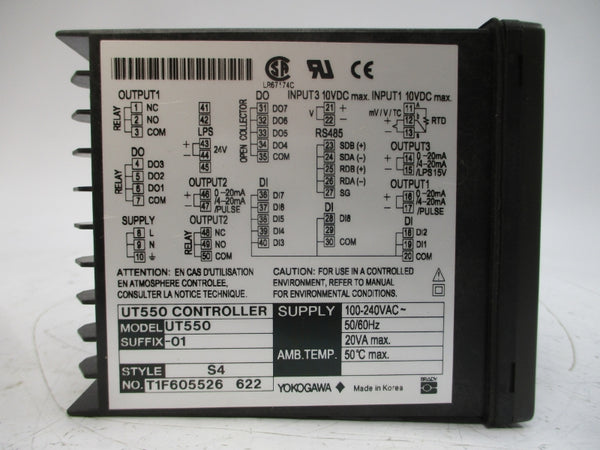 LR67174C
OUTPUT1
RELAY
1 NC
2 NO
3 COM
DO
RELAY
4 DO3
5 DO2
6 DO1
7 COM
SUPPLY
8 L
9 N
10
41
42
LPS
43
44
45
+
-
24V
OUTPUT2
+ 46 0~20mA
- 47 /4-20mA
/PULSE
OUTPUT2
RELAY
48 NC
49 NO
50 COM
DO
OPEN COLLECTOR
31 DO7
32 DO6
33 DO5
34 DO4
35 COM
DI
36 DI7
37 DI6
38 DI5
39 DI4
40 DI3
INPUT3 10VDC max.
V
21 +
22 -
RS485
23 SDB (+)
24 SDA (-)
25 RDB (+)
26 RDA (-)
27 SG
DI
28 DI8
29
30 COM
INPUT1 10VDC max.
mV / V / TC
+
-
11
12
13
RTD
OUTPUT3
+ 14 0~20mA
- 15 /4-20mA
/LPS15V
OUTPUT1
+ 16 0~20mA
- 17 /4-20mA
/PULSE
DI
18 DI2
19 DI1
20 COM
ATTENTION: EN CAS D'UTILISATION
EN ATMOSPHERE CONTROLEE,
CONSULTER LA NOTICE TECHNIQUE.
CAUTION: FOR USE IN A CONTROLLED
ENVIRONMENT, REFER TO MANUAL
FOR ENVIRONMENTAL CONDITIONS.
UT550 CONTROLLER
MODEL UT550
SUFFIX -01
STYLE S4
NO. T1F605526 622
SUPPLY 100-240VAC~
50/60Hz
20VA max.
AMB.TEMP. 50°C max.
YOKOGAWA Made in Korea
BRADY